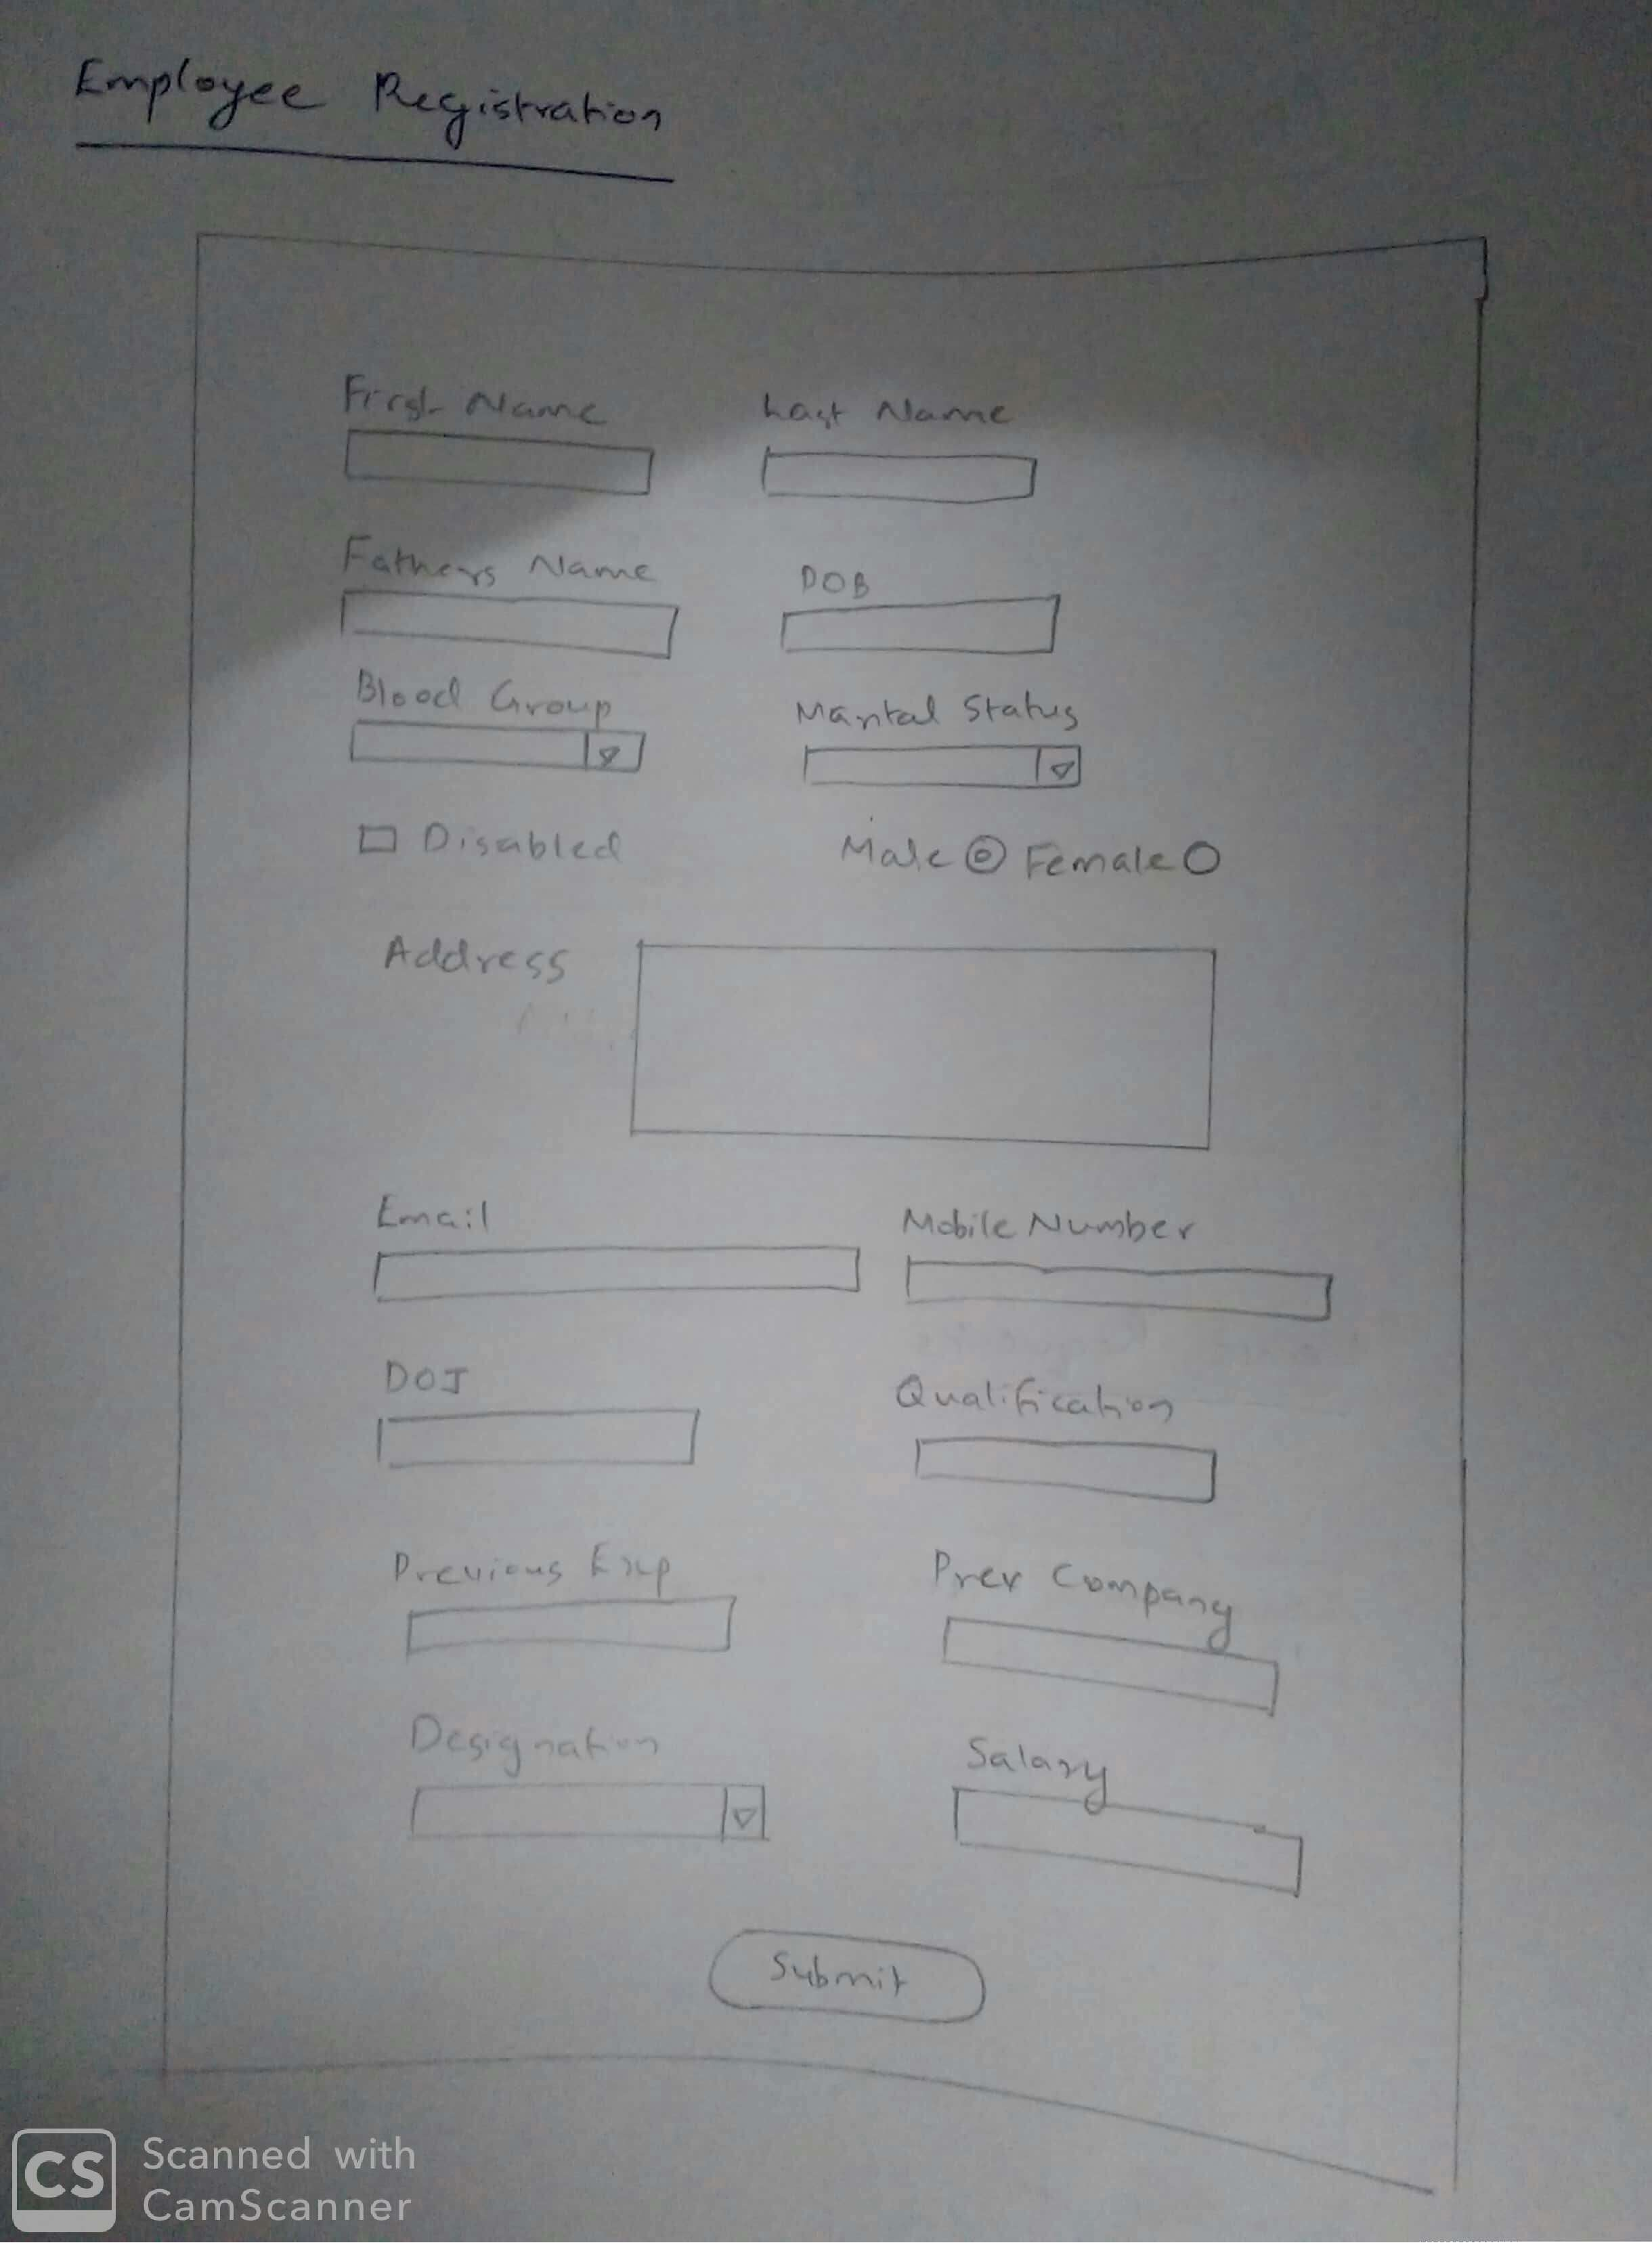 Employee Registration
First Name Last Name
Fathers Name DOB
Blood Group Marital Status
Disabled Male Female
Address
Email Mobile Number
DOJ Qualification
Previous Exp Prev Company
Designation Salary
Submit
CS Scanned with
CamScanner